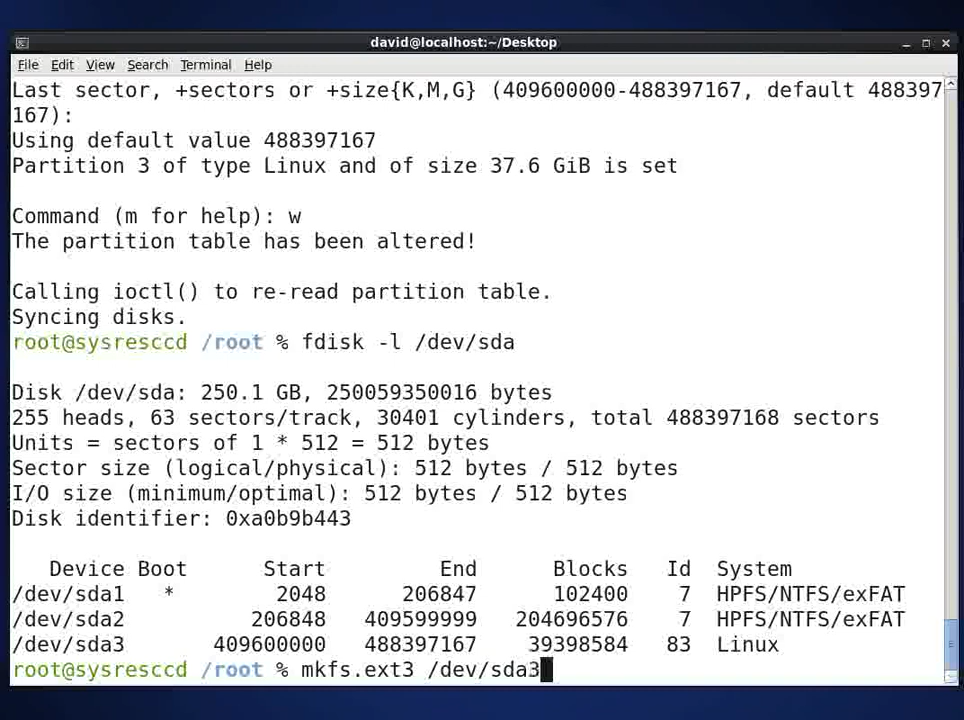 david@localhost:~/Desktop
File Edit View Search Terminal Help
Last sector, +sectors or +size{K,M,G} (409600000-488397167, default 488397
167):
Using default value 488397167
Partition 3 of type Linux and of size 37.6 GiB is set
Command (m for help): w
The partition table has been altered!
Calling ioctl() to re-read partition table.
Syncing disks.
root@sysresccd /root % fdisk -l /dev/sda
Disk /dev/sda: 250.1 GB, 250059350016 bytes
255 heads, 63 sectors/track, 30401 cylinders, total 488397168 sectors
Units = sectors of 1 * 512 = 512 bytes
Sector size (logical/physical): 512 bytes / 512 bytes
I/O size (minimum/optimal): 512 bytes / 512 bytes
Disk identifier: 0xa0b9b443
Device Boot Start End Blocks Id System
/dev/sda1 * 2048 206847 102400 7 HPFS/NTFS/exFAT
/dev/sda2 206848 409599999 204696576 7 HPFS/NTFS/exFAT
/dev/sda3 409600000 488397167 39398584 83 Linux
root@sysresccd /root % mkfs.ext3 /dev/sda3